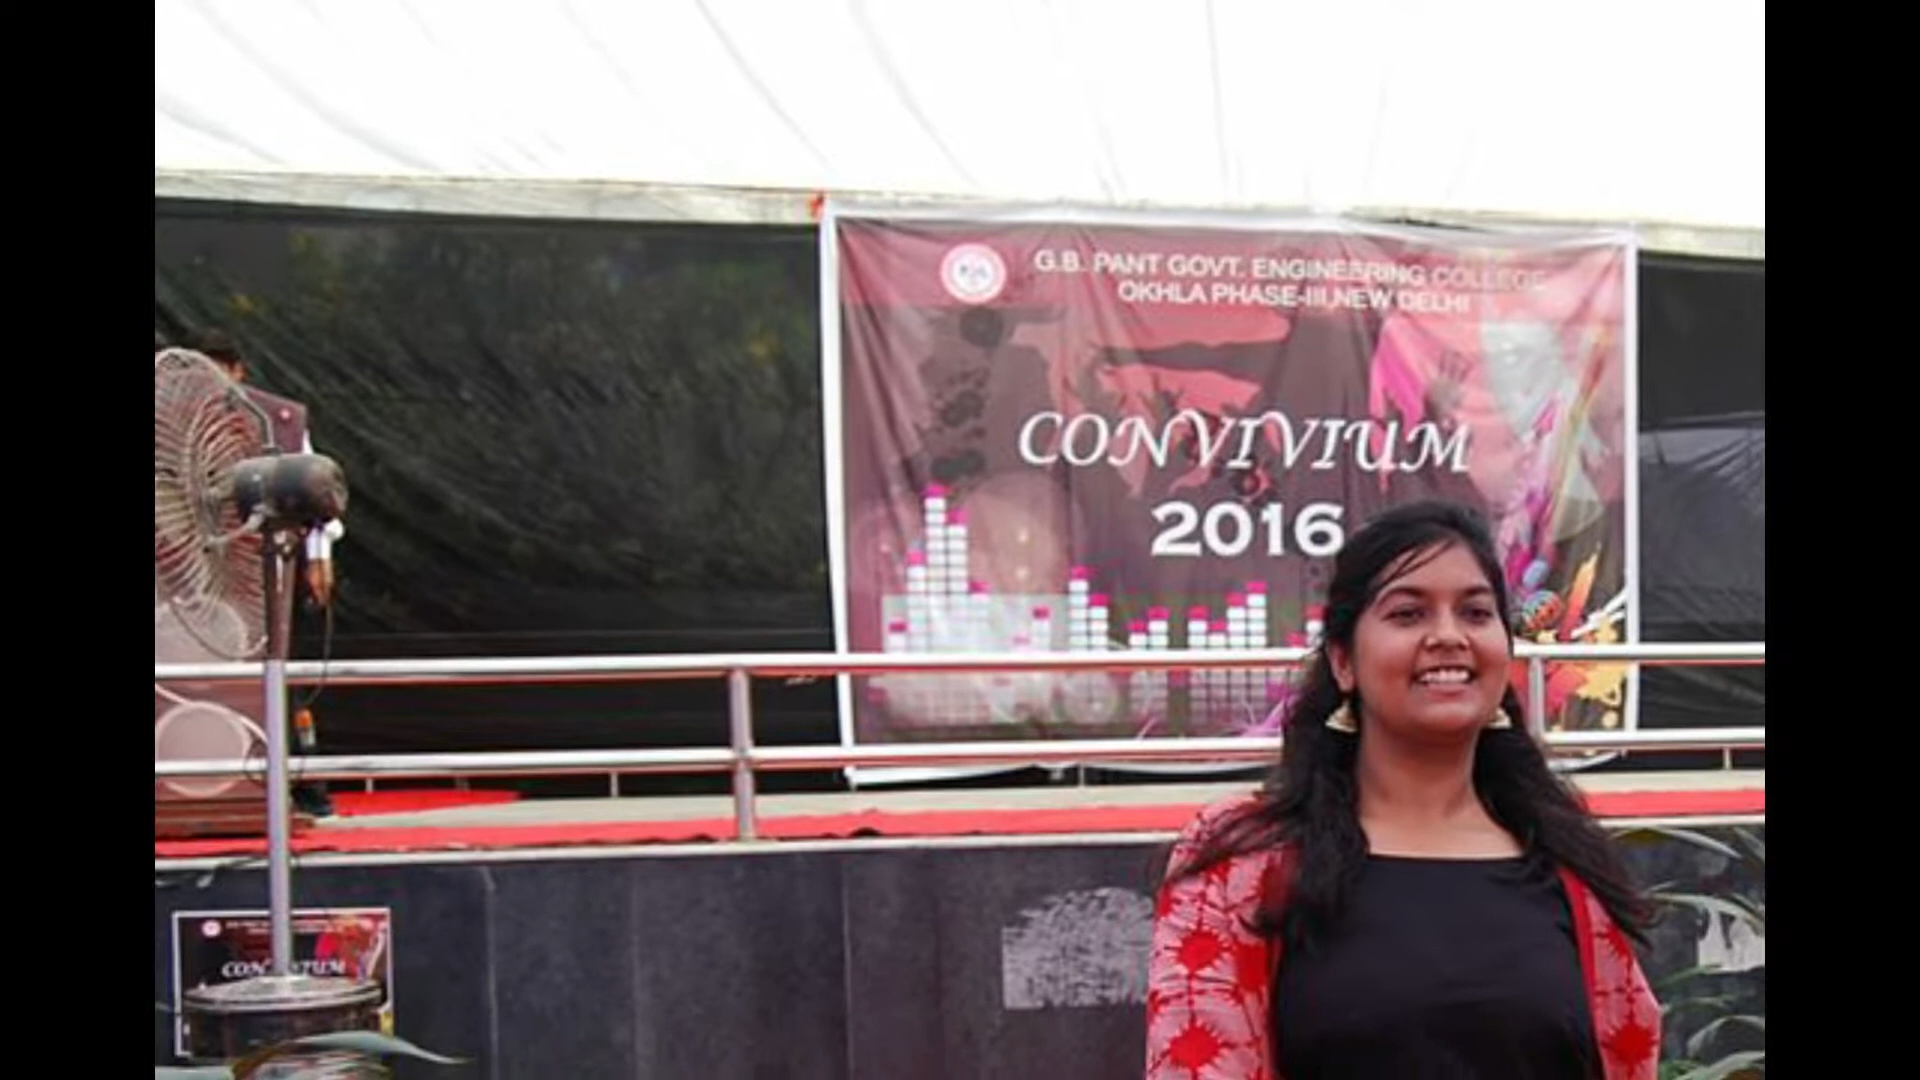 G.B. PANT GOVT. ENGINEERING COLLEGE
OKHLA PHASE-III,NEW DELHI
CONVIVIUM
2016